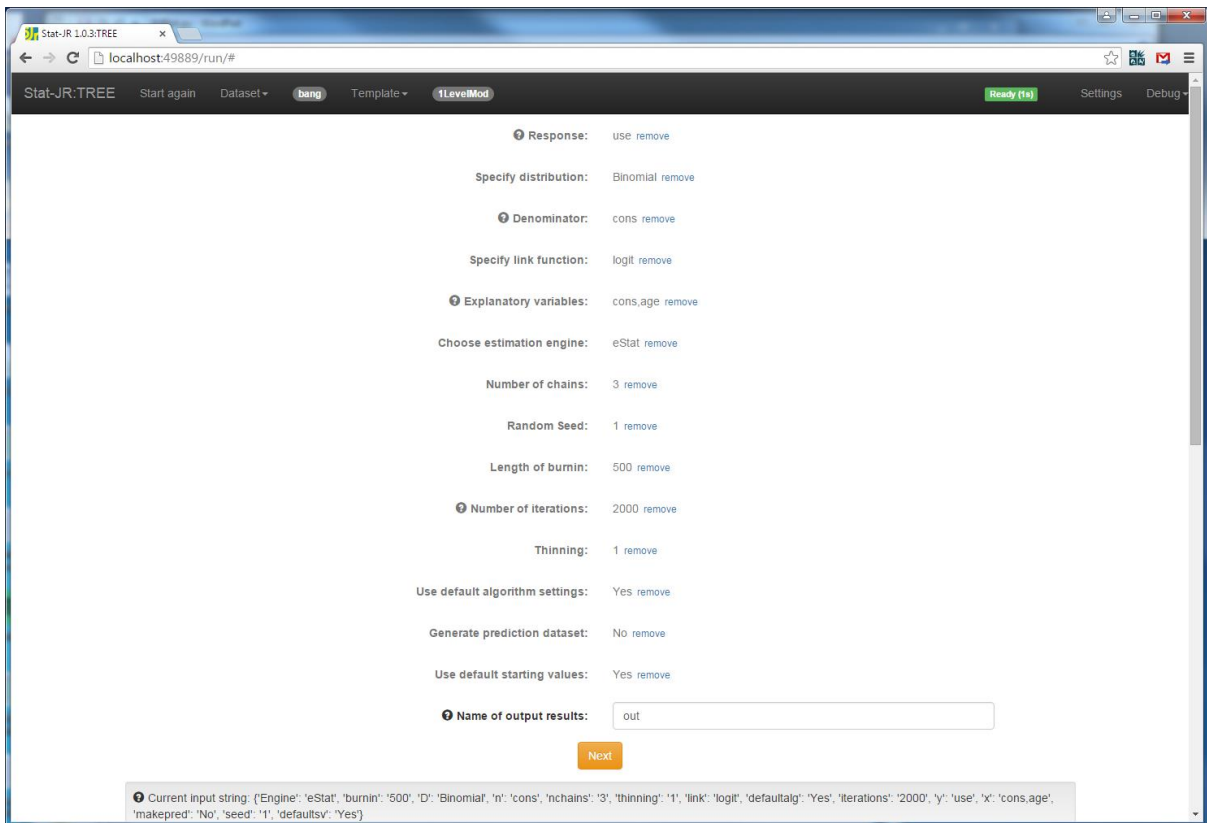 Stat-JR 1.0.3:TREE
localhost:49889/run/#
Stat-JR:TREE Start again Dataset bang Template 1LevelMod Ready (1s) Settings Debug
Response: use remove
Specify distribution: Binomial remove
Denominator: cons remove
Specify link function: logit remove
Explanatory variables: cons,age remove
Choose estimation engine: eStat remove
Number of chains: 3 remove
Random Seed: 1 remove
Length of burnin: 500 remove
Number of iterations: 2000 remove
Thinning: 1 remove
Use default algorithm settings: Yes remove
Generate prediction dataset: No remove
Use default starting values: Yes remove
Name of output results: out
Next
Current input string: {'Engine': 'eStat', 'burnin': '500', 'D': 'Binomial', 'n': 'cons', 'nchains': '3', 'thinning': '1', 'link': 'logit', 'defaultalg': 'Yes', 'iterations': '2000', 'y': 'use', 'x': 'cons,age',
'makepred': 'No', 'seed': '1', 'defaultsv': 'Yes'}